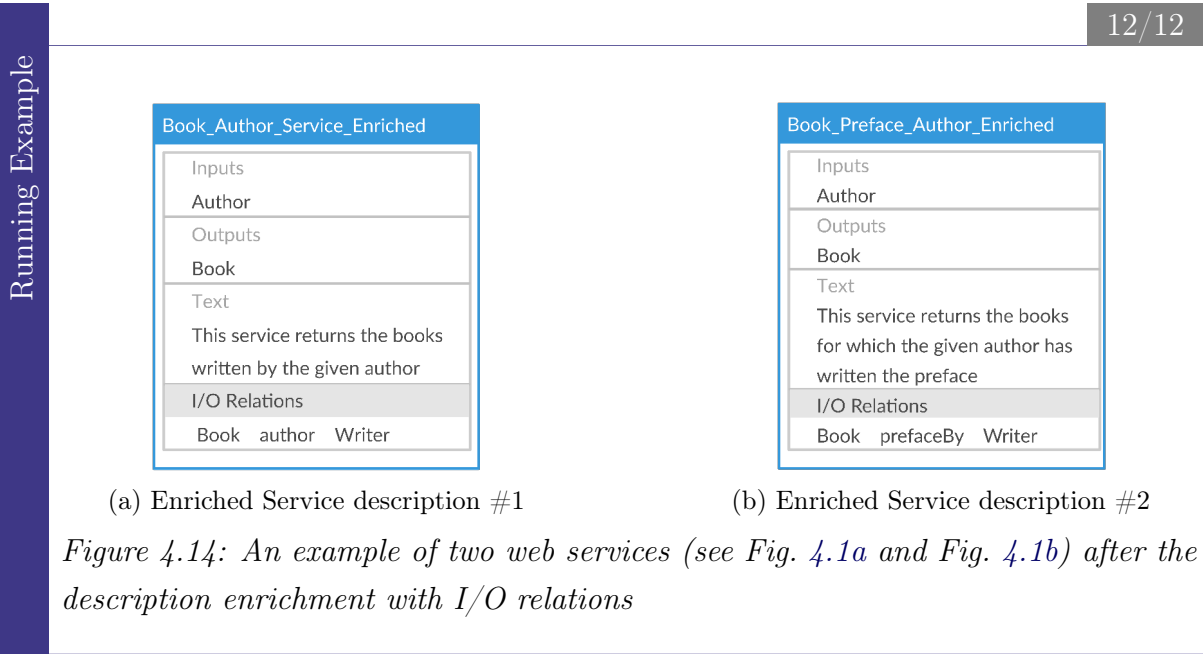 12/12
Running Example
Book_Author_Service_Enriched
Inputs
Author
Outputs
Book
Text
This service returns the books
written by the given author
I/O Relations
Book author Writer
(a) Enriched Service description #1
Book_Preface_Author_Enriched
Inputs
Author
Outputs
Book
Text
This service returns the books
for which the given author has
written the preface
I/O Relations
Book prefaceBy Writer
(b) Enriched Service description #2
Figure 4.14: An example of two web services (see Fig. 4.1a and Fig. 4.1b) after the
description enrichment with I/O relations